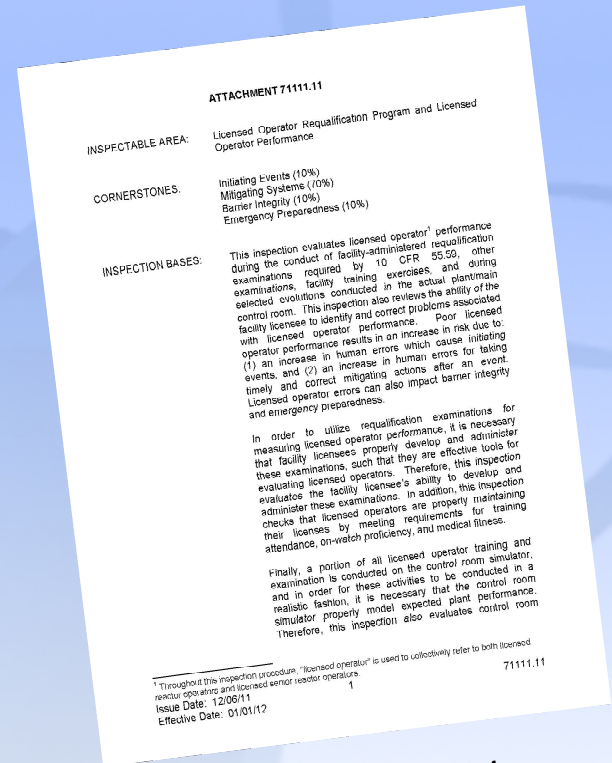 ATTACHMENT 71111.11
INSPECTABLE AREA:
Licensed Operator Requalification Program and Licensed
Operator Performance
CORNERSTONES:
Initiating Events (10%)
Mitigating Systems (70%)
Barrier Integrity (10%)
Emergency Preparedness (10%)
INSPECTION BASES:
This inspection evaluates licensed operator¹ performance
during the conduct of facility-administered requalification
examinations required by 10 CFR 55.59, other
examinations, facility training exercises, and during
selected evolutions conducted in the actual plant/main
control room. This inspection also reviews the ability of the
facility licensee to identify and correct problems associated
with licensed operator performance. Poor licensed
operator performance results in an increase in risk due to:
(1) an increase in human errors which cause initiating
events, and (2) an increase in human errors for taking
timely and correct mitigating actions after an event.
Licensed operator errors can also impact barrier integrity
and emergency preparedness.
In order to utilize requalification examinations for
measuring licensed operator performance, it is necessary
that facility licensees properly develop and administer
these examinations, such that they are effective tools for
evaluating licensed operators. Therefore, this inspection
evaluates the facility licensee's ability to develop and
administer these examinations. In addition, this inspection
checks that licensed operators are properly maintaining
their licenses by meeting requirements for training
attendance, on-watch proficiency, and medical fitness.
Finally, a portion of all licensed operator training and
examination is conducted on the control room simulator,
and in order for these activities to be conducted in a
realistic fashion, it is necessary that the control room
simulator properly model expected plant performance.
Therefore, this inspection also evaluates control room
¹ Throughout this inspection procedure, "licensed operator" is used to collectively refer to both licensed
reactor operators and licensed senior reactor operators.
Issue Date: 12/06/11
1
71111.11
Effective Date: 01/01/12